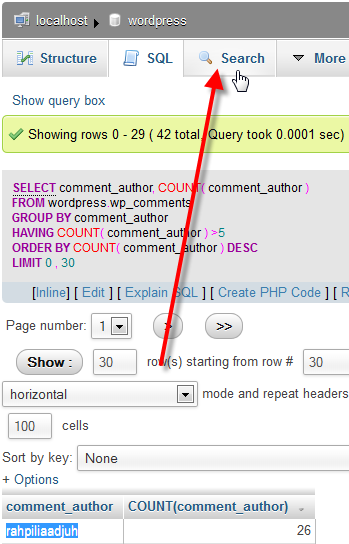 localhost ▸ wordpress
Structure SQL Search More
Show query box
Showing rows 0 - 29 ( 42 total, Query took 0.0001 sec)
SELECT comment_author, COUNT( comment_author )
FROM wordpress.wp_comments
GROUP BY comment_author
HAVING COUNT( comment_author ) >5
ORDER BY COUNT( comment_author ) DESC
LIMIT 0 , 30
[Inline] [ Edit ] [ Explain SQL ] [ Create PHP Code ] [ R
Page number: 1 > >>
Show : 30 row(s) starting from row # 30
horizontal mode and repeat headers
100 cells
Sort by key: None
+ Options
comment_author COUNT(comment_author)
rahpiliaadjuh 26